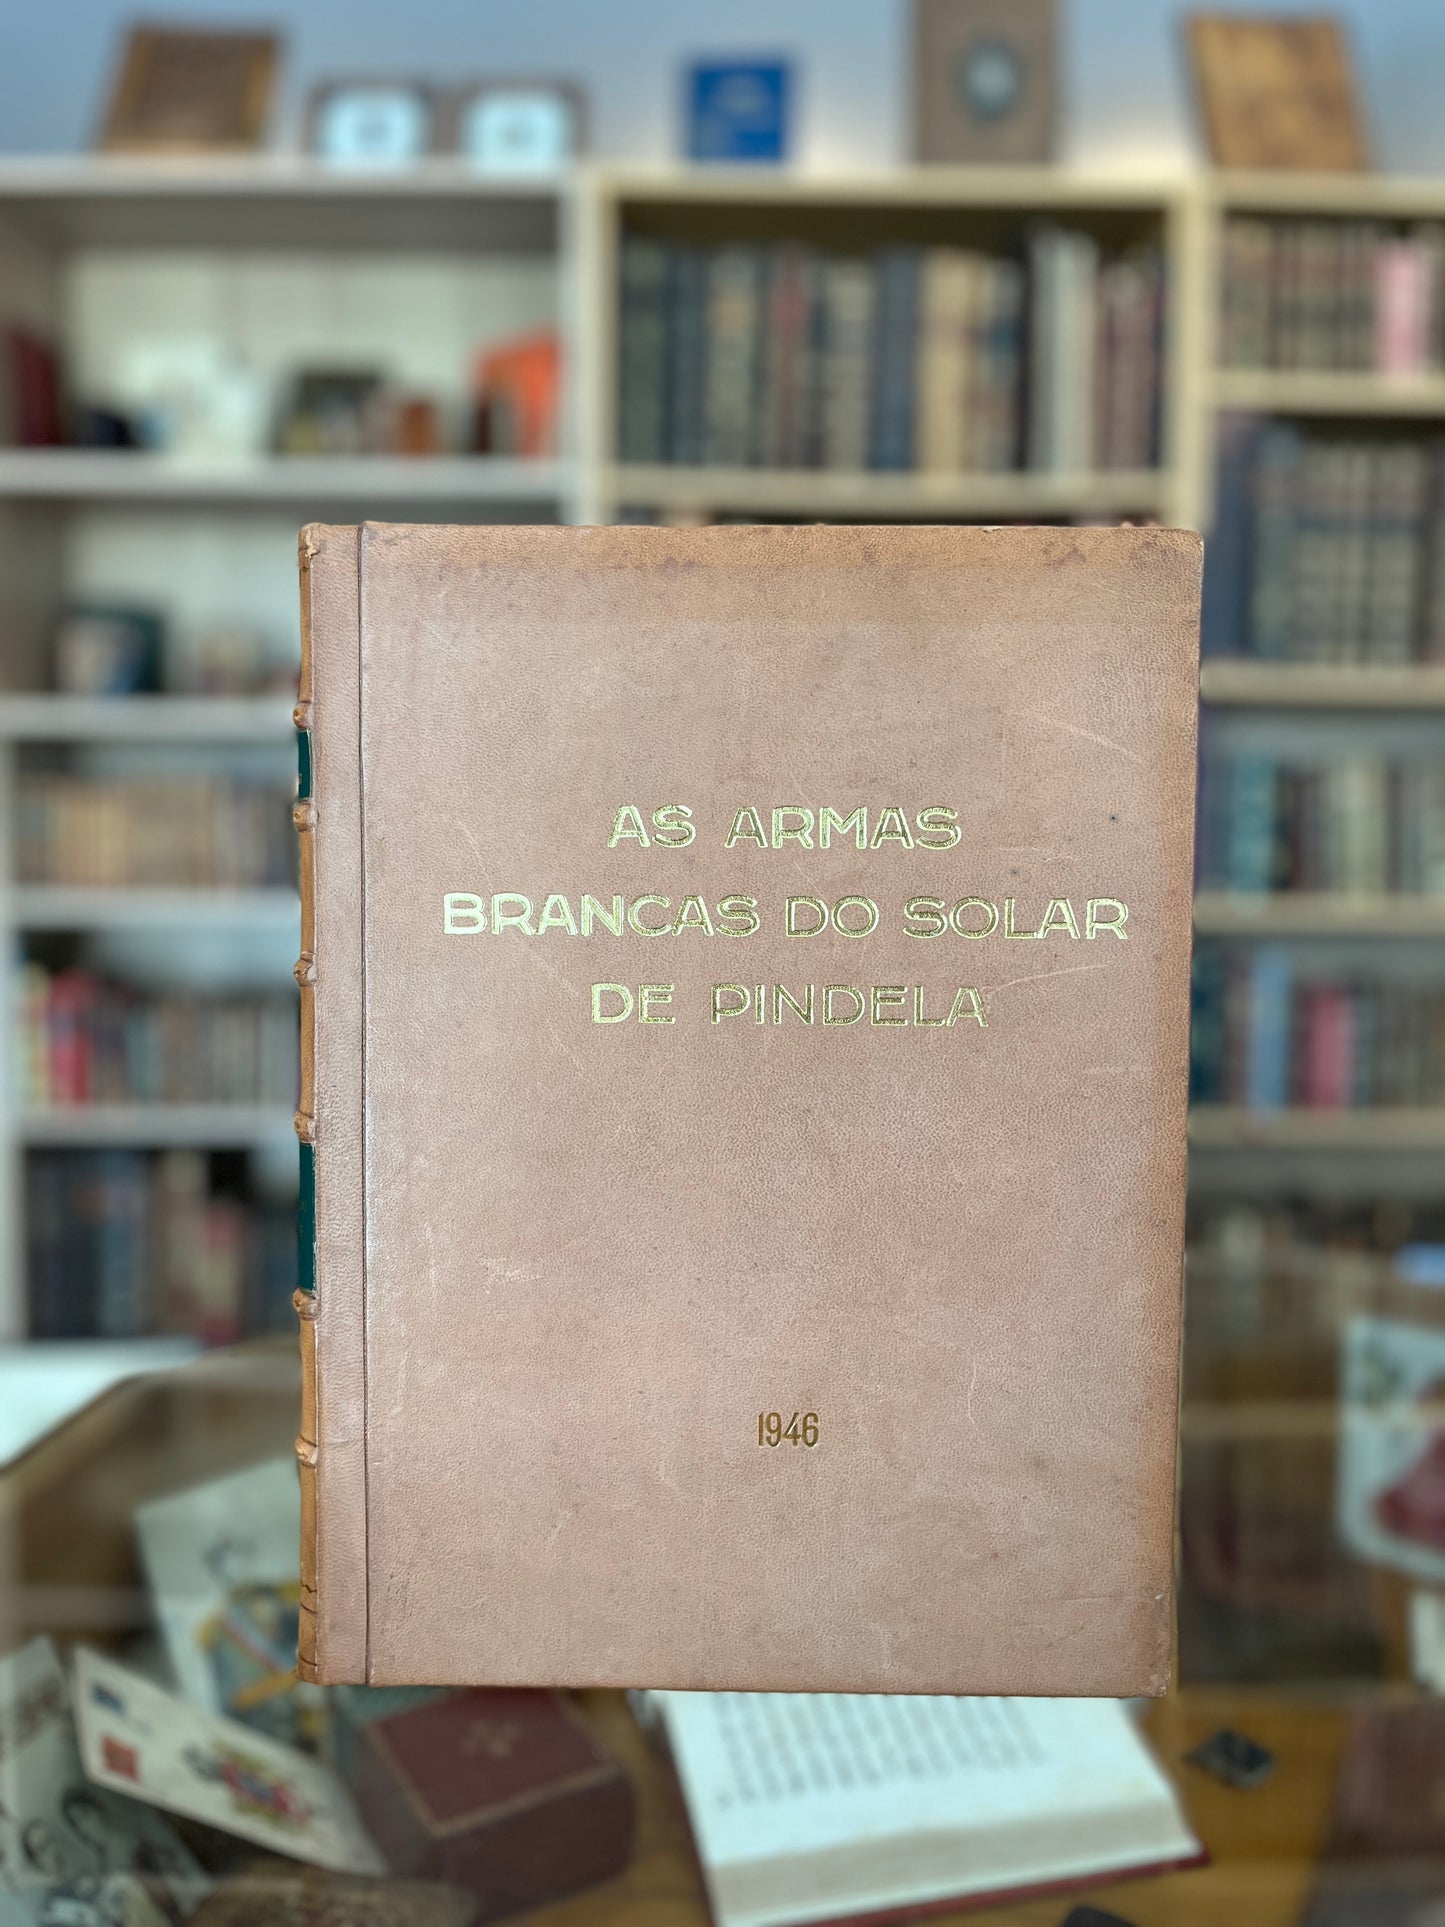 AS ARMAS
BRANCAS DO SOLAR
DE PINDELA
1946